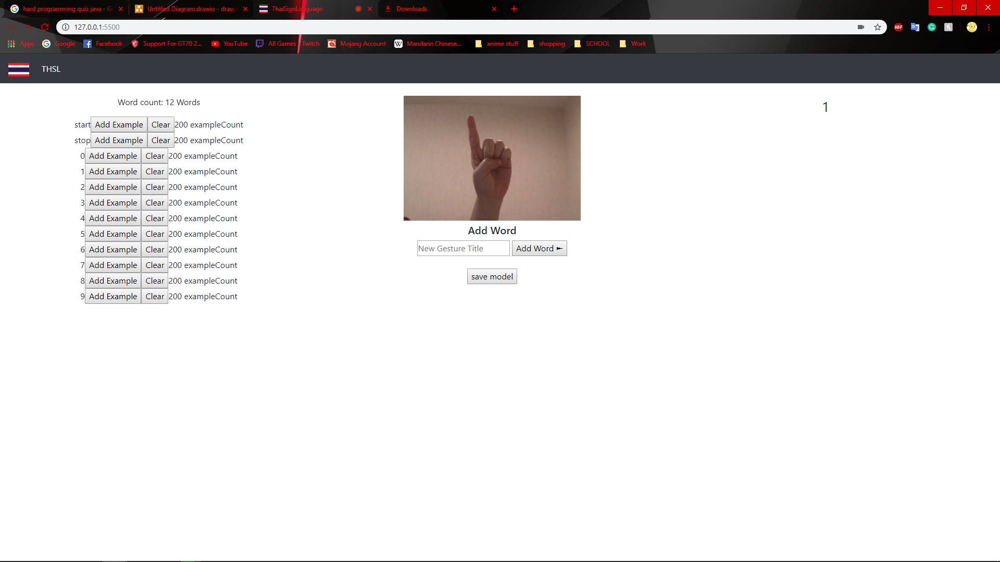 hard programming quiz java - Go
Untitled Diagram.drawio - draw.i
ThaiSignLanguage
Downloads
127.0.0.1:5500
ABP
Apps
Google
Facebook
Support For GT70 2...
YouTube
All Games - Twitch
Mojang Account
W
Mandarin Chinese...
anime stuff
shopping
SCHOOL
Work
THSL
Word count: 12 Words
start Add Example Clear 200 exampleCount
stop Add Example Clear 200 exampleCount
0 Add Example Clear 200 exampleCount
1 Add Example Clear 200 exampleCount
2 Add Example Clear 200 exampleCount
3 Add Example Clear 200 exampleCount
4 Add Example Clear 200 exampleCount
5 Add Example Clear 200 exampleCount
6 Add Example Clear 200 exampleCount
7 Add Example Clear 200 exampleCount
8 Add Example Clear 200 exampleCount
9 Add Example Clear 200 exampleCount
Add Word
New Gesture Title
Add Word
save model
1